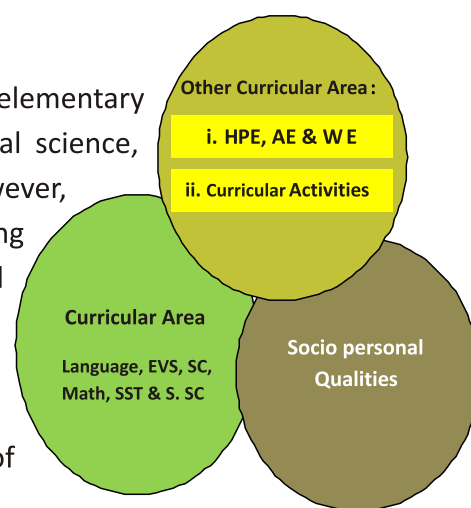 elementary
al science,
wever,
ng
l
of
Other Curricular Area :
i. HPE, AE & W E
ii. Curricular Activities
Curricular Area
Language, EVS, SC,
Math, SST & S. SC
Socio personal
Qualities